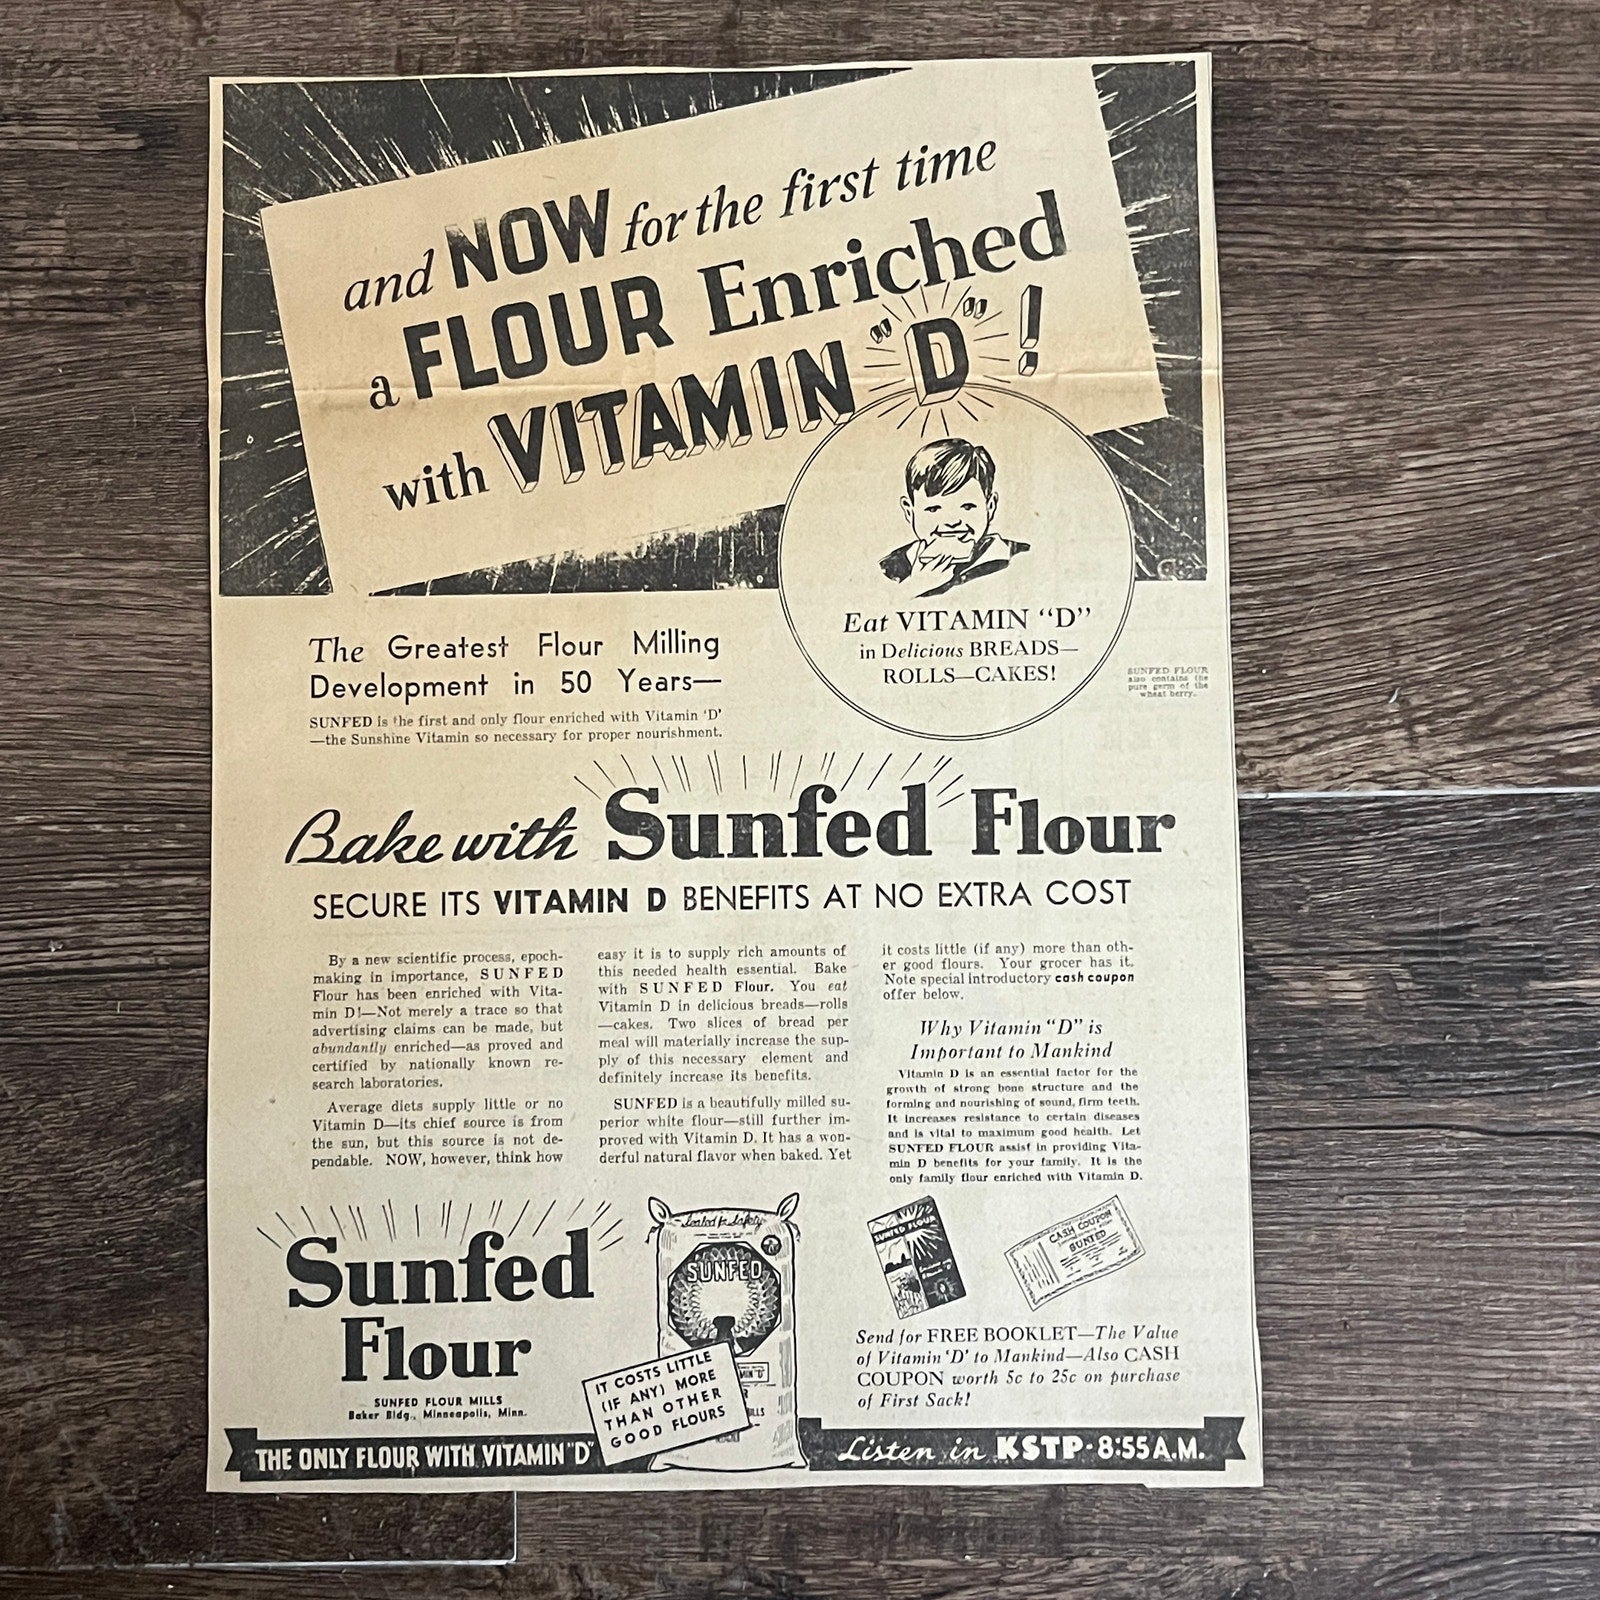 and NOW for the first time
a FLOUR Enriched
with VITAMIN "D"!
Eat VITAMIN "D"
in Delicious BREADS—
ROLLS—CAKES!
SUNFED FLOUR
also contains the
pure germ of the
wheat berry.
The Greatest Flour Milling
Development in 50 Years—
SUNFED is the first and only flour enriched with Vitamin 'D'
—the Sunshine Vitamin so necessary for proper nourishment.
Bake with Sunfed Flour
SECURE ITS VITAMIN D BENEFITS AT NO EXTRA COST
By a new scientific process, epoch-
making in importance, SUNFED
Flour has been enriched with Vita-
min D!—Not merely a trace so that
advertising claims can be made, but
abundantly enriched—as proved and
certified by nationally known re-
search laboratories.
Average diets supply little or no
Vitamin D—its chief source is from
the sun, but this source is not de-
pendable. NOW, however, think how
easy it is to supply rich amounts of
this needed health essential. Bake
with SUNFED Flour. You eat
Vitamin D in delicious breads—rolls
—cakes. Two slices of bread per
meal will materially increase the sup-
ply of this necessary element and
definitely increase its benefits.
SUNFED is a beautifully milled su-
perior white flour—still further im-
proved with Vitamin D. It has a won-
derful natural flavor when baked. Yet
it costs little (if any) more than oth-
er good flours. Your grocer has it.
Note special introductory cash coupon
offer below.
Why Vitamin "D" is
Important to Mankind
Vitamin D is an essential factor for the
growth of strong bone structure and the
forming and nourishing of sound, firm teeth.
It increases resistance to certain diseases
and is vital to maximum good health. Let
SUNFED FLOUR assist in providing Vita-
min D benefits for your family. It is the
only family flour enriched with Vitamin D.
Sunfed
Flour
SUNFED FLOUR MILLS
Baker Bldg., Minneapolis, Minn.
Sealed for Safety
SUNFED
IT COSTS LITTLE
(IF ANY) MORE
THAN OTHER
GOOD FLOURS
SUNFED FLOUR
CASH COUPON
SUNFED
Send for FREE BOOKLET—The Value
of Vitamin 'D' to Mankind—Also CASH
COUPON worth 5c to 25c on purchase
of First Sack!
THE ONLY FLOUR WITH VITAMIN "D"
Listen in KSTP·8:55 A.M.